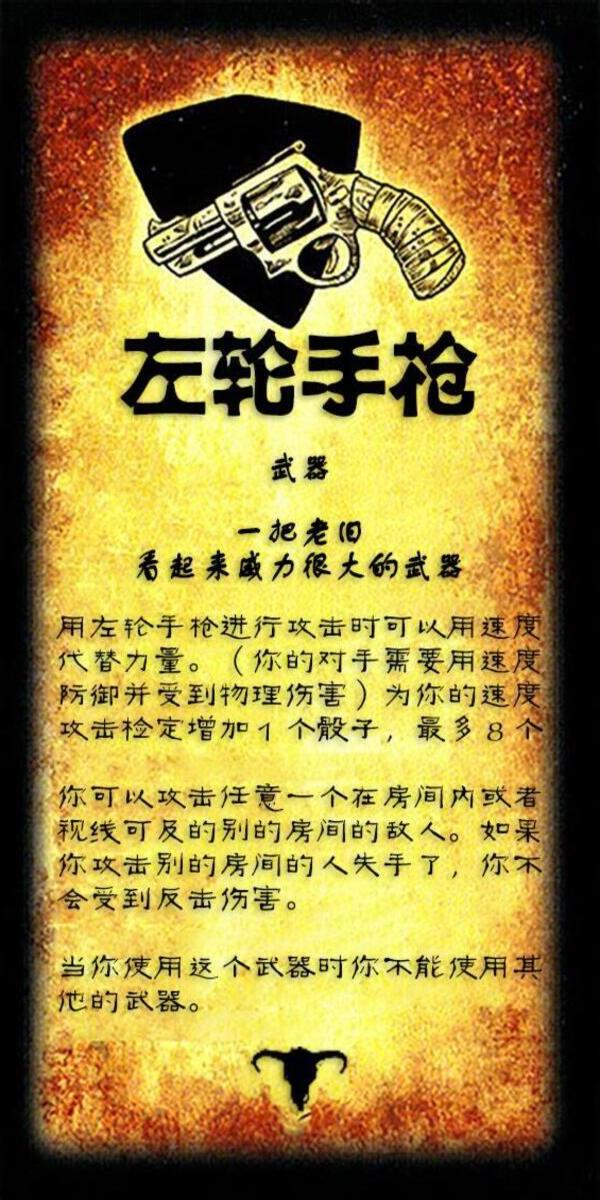 左轮手枪
武器
一把老旧
看起来威力很大的武器
用左轮手枪进行攻击时可以用速度
代替力量。（你的对手需要用速度
防御并受到物理伤害）为你的速度
攻击检定增加1个骰子，最多8个
你可以攻击任意一个在房间内或者
视线可及的别的房间的敌人。如果
你攻击别的房间的人失手了，你不
会受到反击伤害。
当你使用这个武器时你不能使用其
他的武器。